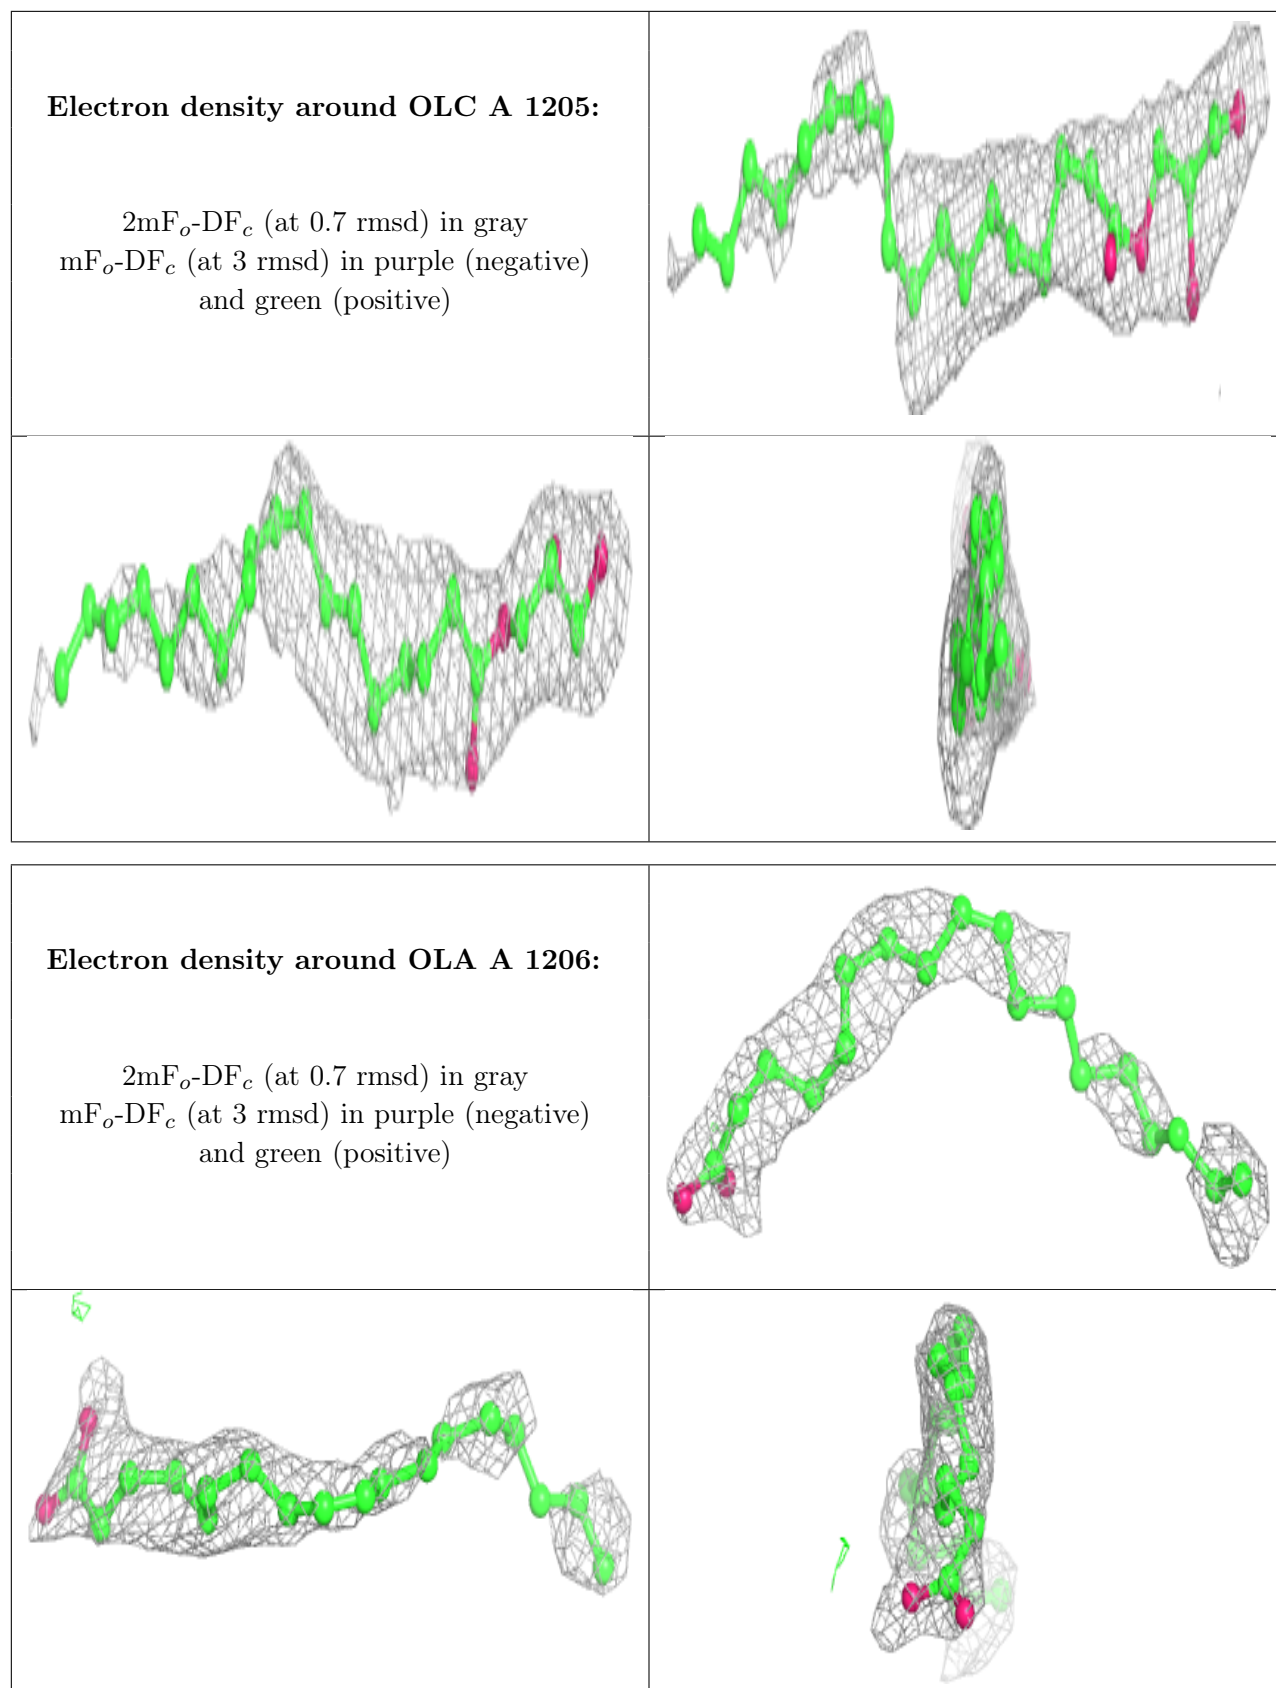 Electron density around OLC A 1205:
2mFo-DFc (at 0.7 rmsd) in gray
mFo-DFc (at 3 rmsd) in purple (negative)
and green (positive)
Electron density around OLA A 1206:
2mFo-DFc (at 0.7 rmsd) in gray
mFo-DFc (at 3 rmsd) in purple (negative)
and green (positive)